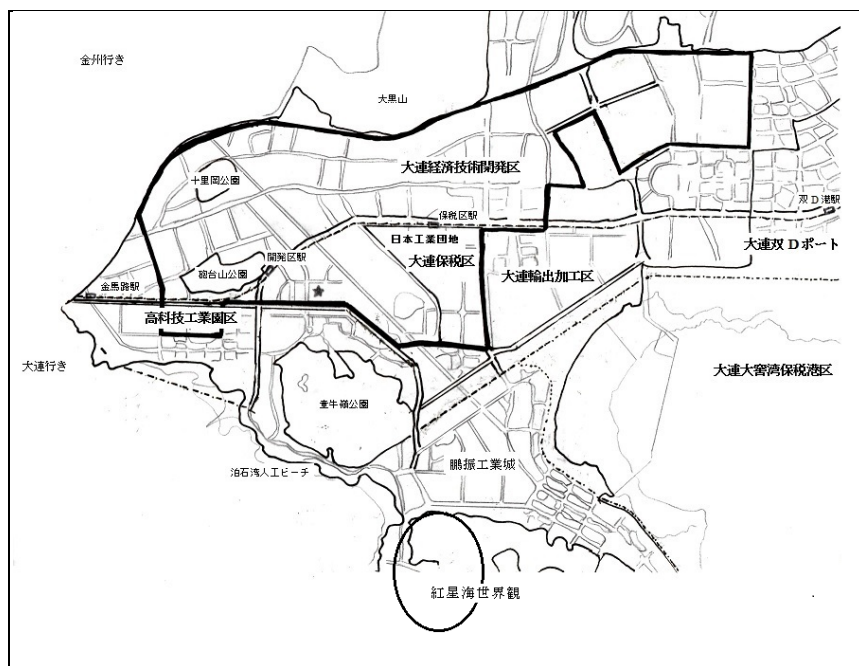 金州行き
大黒山
大連経済技術開発区
十里岡公園
双D港駅
保税区駅
日本工業団地
大連双Dポート
開発区駅
大連保税区
砲台山公園
大連輸出加工区
金馬路駅
高科技工業園区
大連行き
大連大窖湾保税港区
童牛嶺公園
泊石湾人工ビーチ
鵬振工業城
紅星海世界観